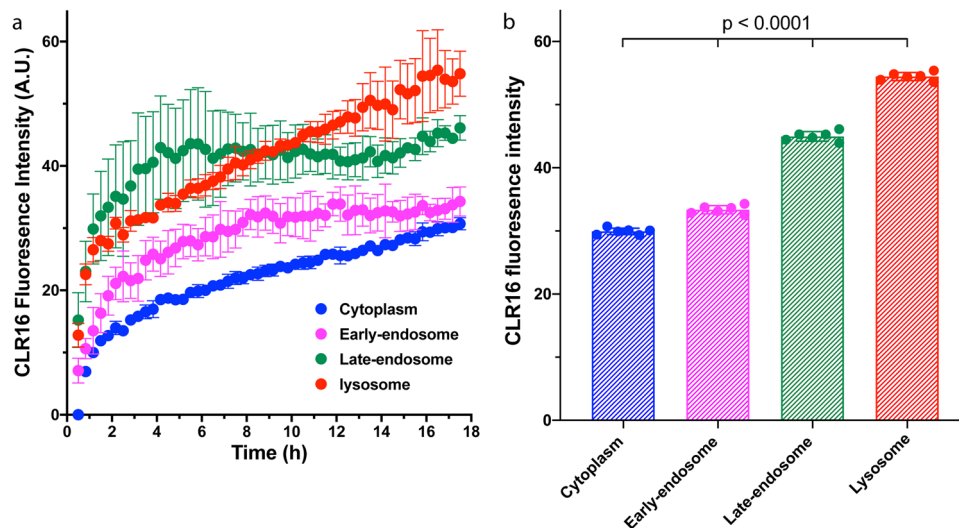 a
CLR16 Fluoresence Intensity (A.U.)
60
40
20
0
0 2 4 6 8 10 12 14 16 18
Time (h)
Cytoplasm
Early-endosome
Late-endosome
lysosome
b
p < 0.0001
CLR16 fluoresence intensity
60
40
20
0
Cytoplasm
Early-endosome
Late-endosome
Lysosome